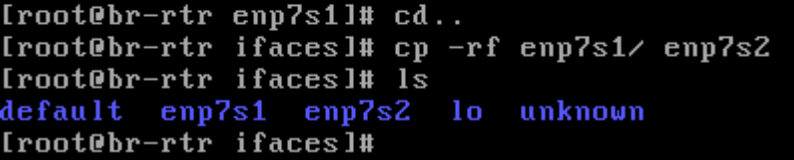 [root@br-rtr enp7s1]# cd..
[root@br-rtr ifaces]# cp -rf enp7s1/ enp7s2
[root@br-rtr ifaces]# ls
default  enp7s1  enp7s2  lo  unknown
[root@br-rtr ifaces]#